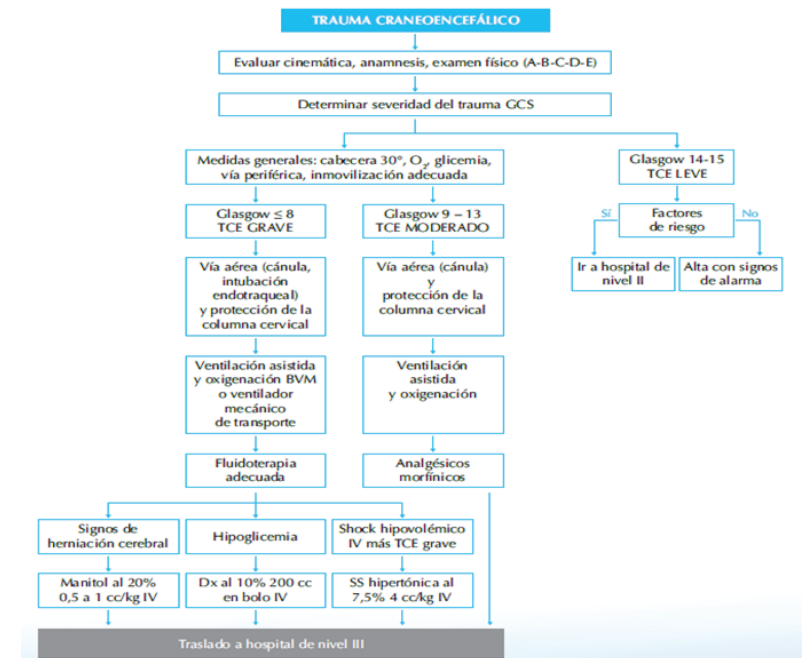 TRAUMA CRANEOENCEFÁLICO
Evaluar cinemática, anamnesis, examen físico (A-B-C-D-E)
Determinar severidad del trauma GCS
Medidas generales: cabecera 30°, O₂, glicemia,
vía periférica, inmovilización adecuada
Glasgow 14-15
TCE LEVE
Glasgow ≤ 8
TCE GRAVE
Glasgow 9 – 13
TCE MODERADO
Sí
Factores
de riesgo
No
Vía aérea (cánula,
intubación
endotraqueal)
y protección de la
columna cervical
Vía aérea (cánula)
y
protección de la
columna cervical
Ir a hospital de
nivel II
Alta con signos
de alarma
Ventilación asistida
y oxigenación BVM
o ventilador
mecánico
de transporte
Ventilación
asistida
y oxigenación
Fluidoterapia
adecuada
Analgésicos
morfínicos
Signos de
herniación cerebral
Hipoglicemia
Shock hipovolémico
IV más TCE grave
Manitol al 20%
0,5 a 1 cc/kg IV
Dx al 10% 200 cc
en bolo IV
SS hipertónica al
7,5% 4 cc/kg IV
Traslado a hospital de nivel III